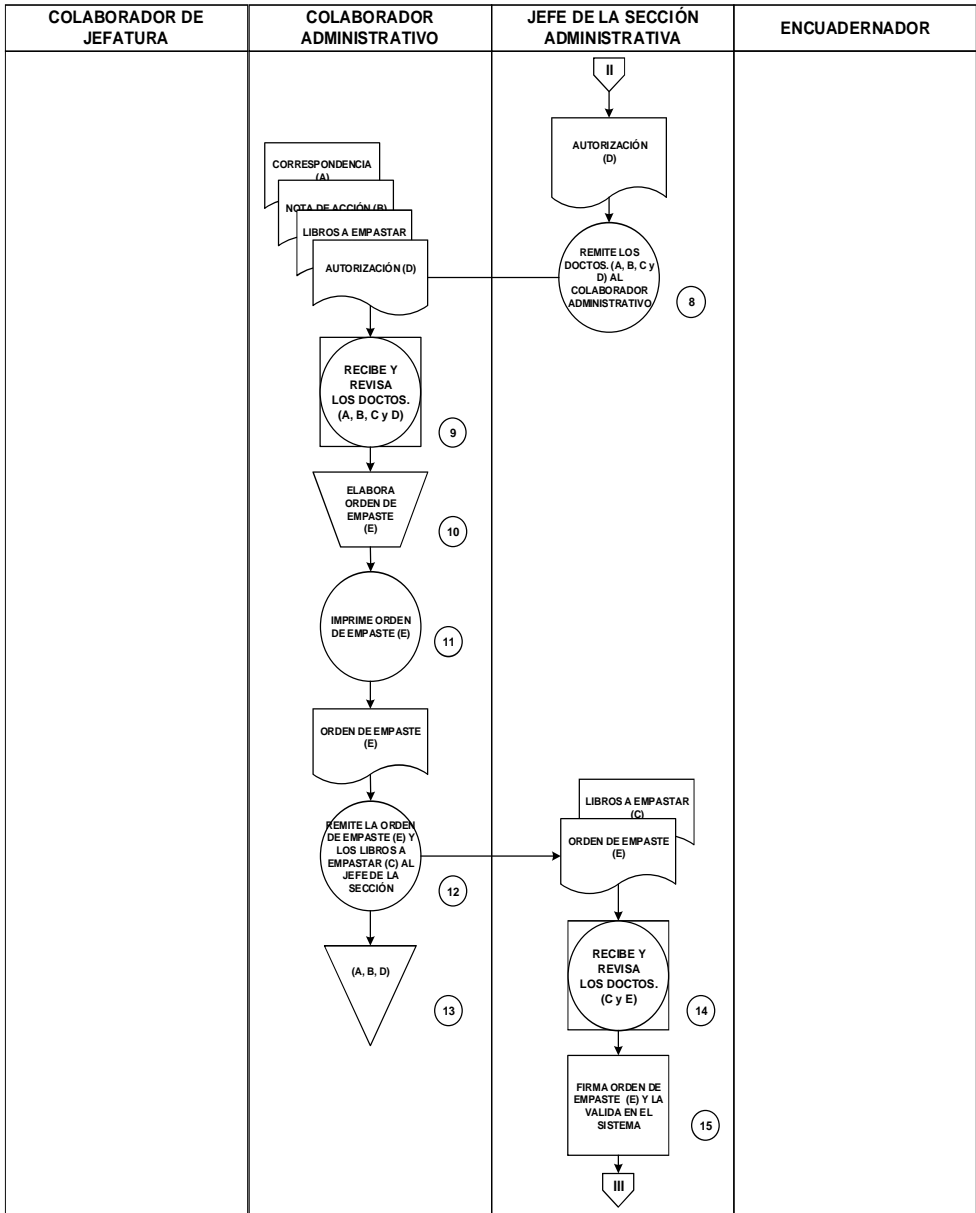 COLABORADOR DE
JEFATURA
COLABORADOR
ADMINISTRATIVO
JEFE DE LA SECCIÓN
ADMINISTRATIVA
ENCUADERNADOR
II
AUTORIZACIÓN
(D)
CORRESPONDENCIA
(A)
NOTA DE ACCIÓN (B)
LIBROS A EMPASTAR
AUTORIZACIÓN (D)
REMITE LOS
DOCTOS. (A, B, C y
D) AL
COLABORADOR
ADMINISTRATIVO
8
RECIBE Y
REVISA
LOS DOCTOS.
(A, B, C y D)
9
ELABORA
ORDEN DE
EMPASTE
(E)
10
IMPRIME ORDEN
DE EMPASTE (E)
11
ORDEN DE EMPASTE
(E)
REMITE LA ORDEN
DE EMPASTE (E) Y
LOS LIBROS A
EMPASTAR (C) AL
JEFE DE LA
SECCIÓN
12
LIBROS A EMPASTAR
(C)
ORDEN DE EMPASTE
(E)
(A, B, D)
13
RECIBE Y
REVISA
LOS DOCTOS.
(C y E)
14
FIRMA ORDEN DE
EMPASTE (E) Y LA
VALIDA EN EL
SISTEMA
15
III